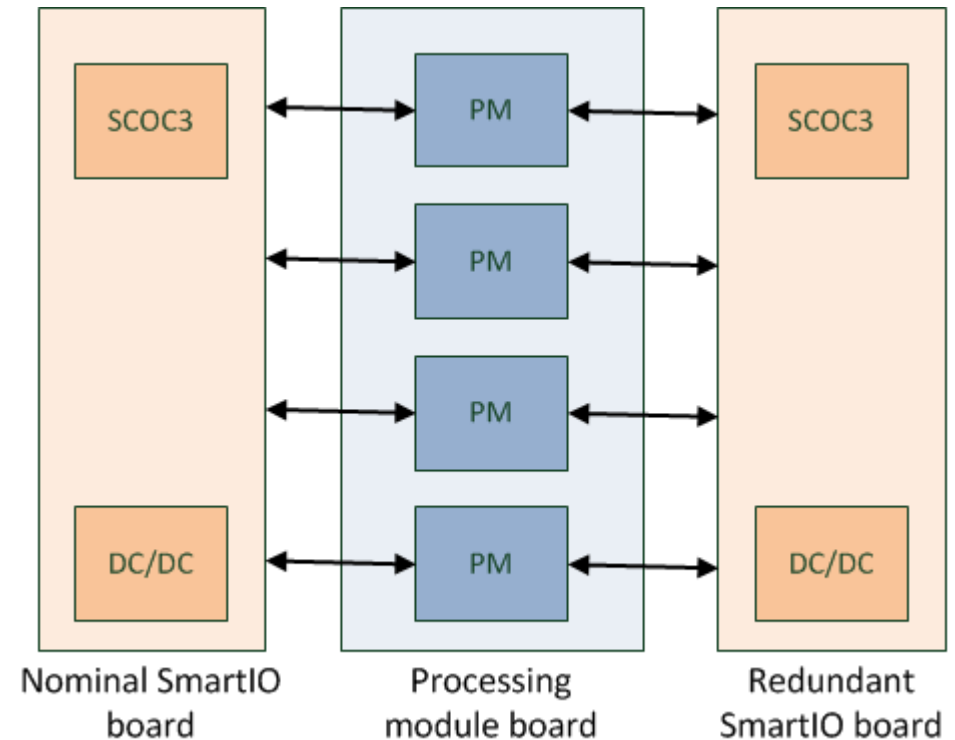 SCOC3
PM
SCOC3
PM
PM
DC/DC
PM
DC/DC
Nominal SmartIO
board
Processing
module board
Redundant
SmartIO board